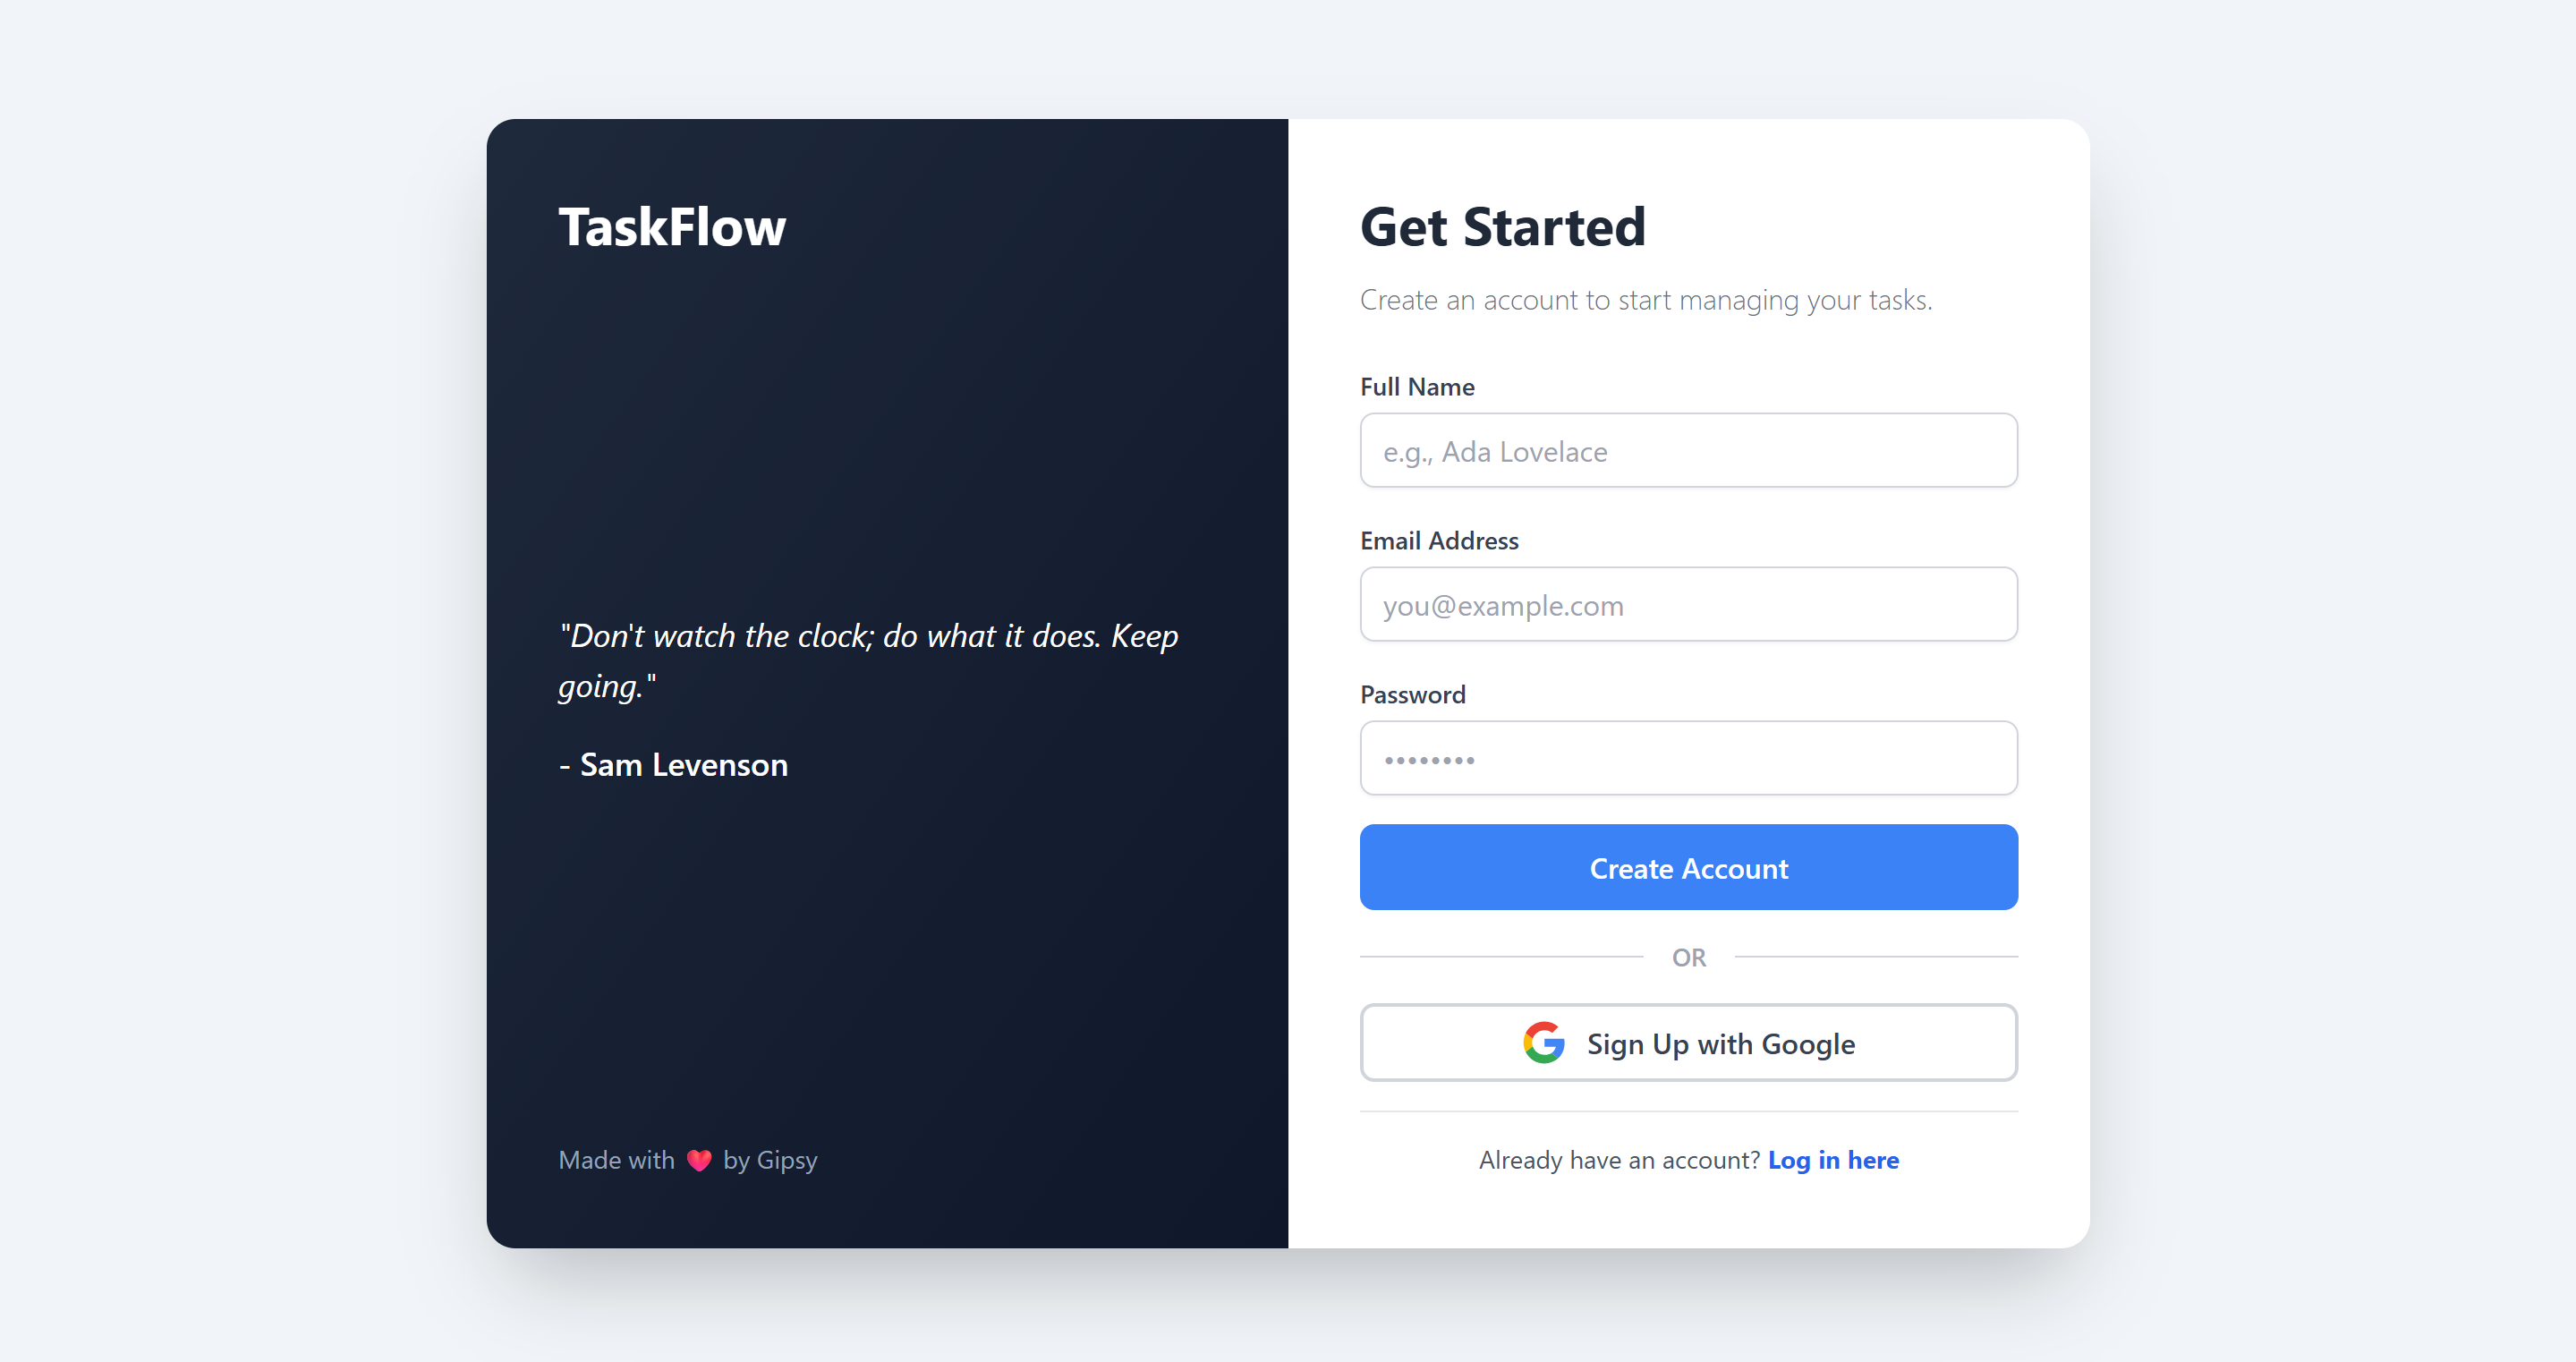 TaskFlow
"Don't watch the clock; do what it does. Keep
going."
- Sam Levenson
Made with ❤️ by Gipsy
Get Started
Create an account to start managing your tasks.
Full Name
e.g., Ada Lovelace
Email Address
you@example.com
Password
••••••••
Create Account
OR
Sign Up with Google
Already have an account? Log in here